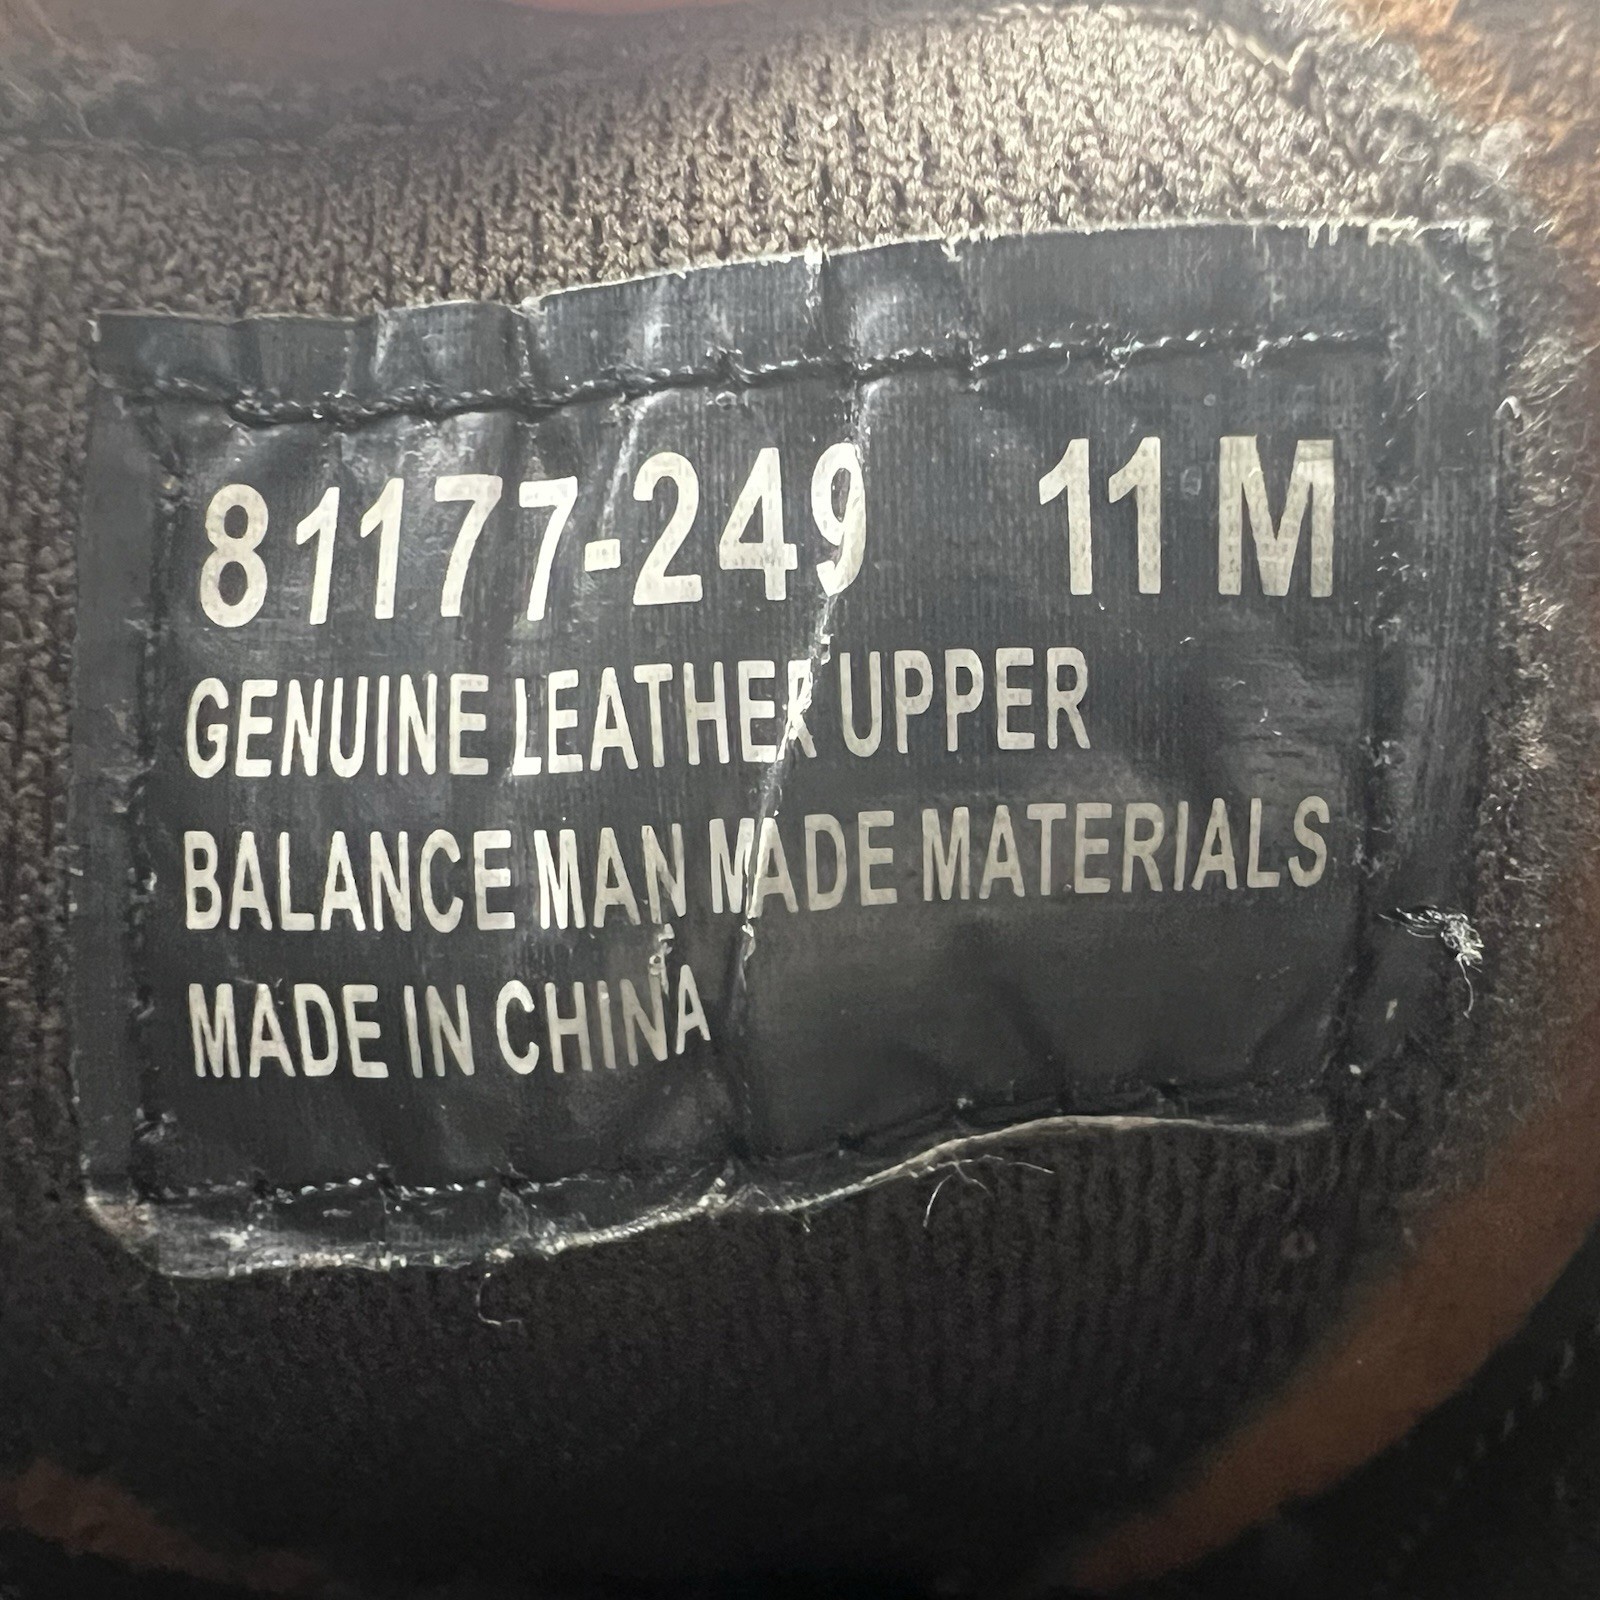 81177-249 11 M
GENUINE LEATHER UPPER
BALANCE MAN MADE MATERIALS
MADE IN CHINA